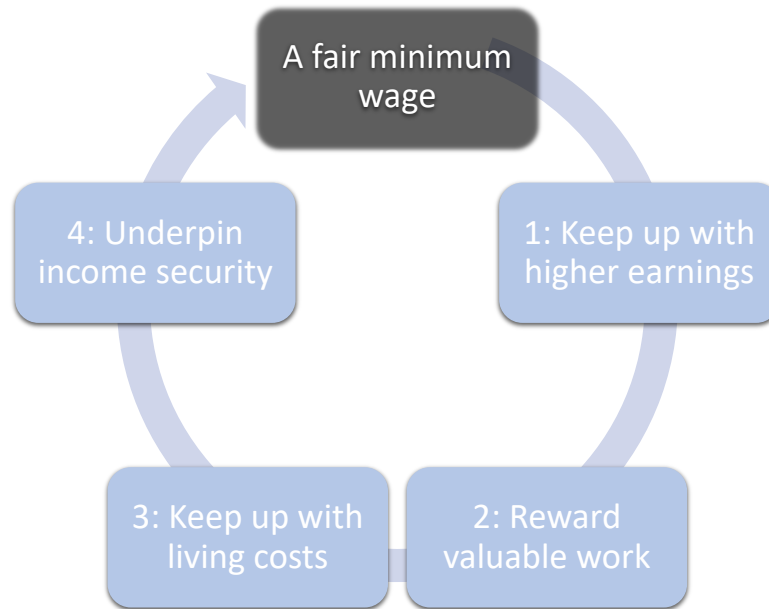 A fair minimum
wage
1: Keep up with
higher earnings
2: Reward
valuable work
3: Keep up with
living costs
4: Underpin
income security